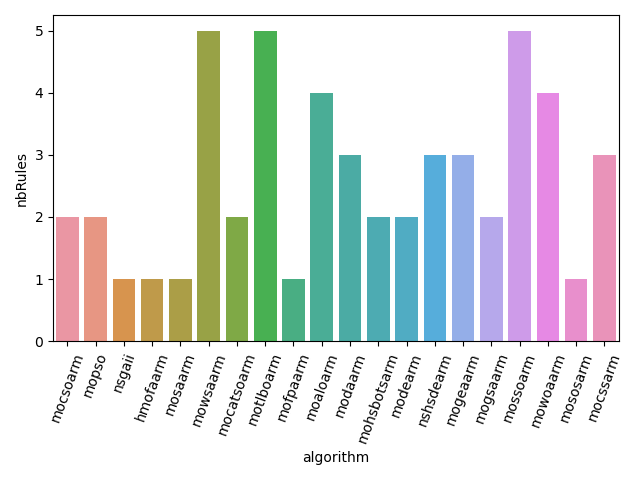 nbRules
5
4
3
2
1
0
mocsoarm
mopso
nsgaii
hmofaarm
mosaarm
mowsaarm
mocatsoarm
motlboarm
mofpaarm
moaloarm
modaarm
mohsbotsarm
modearm
nshsdearm
mogeaarm
mogsaarm
mossoarm
mowoaarm
mososarm
mocssarm
algorithm